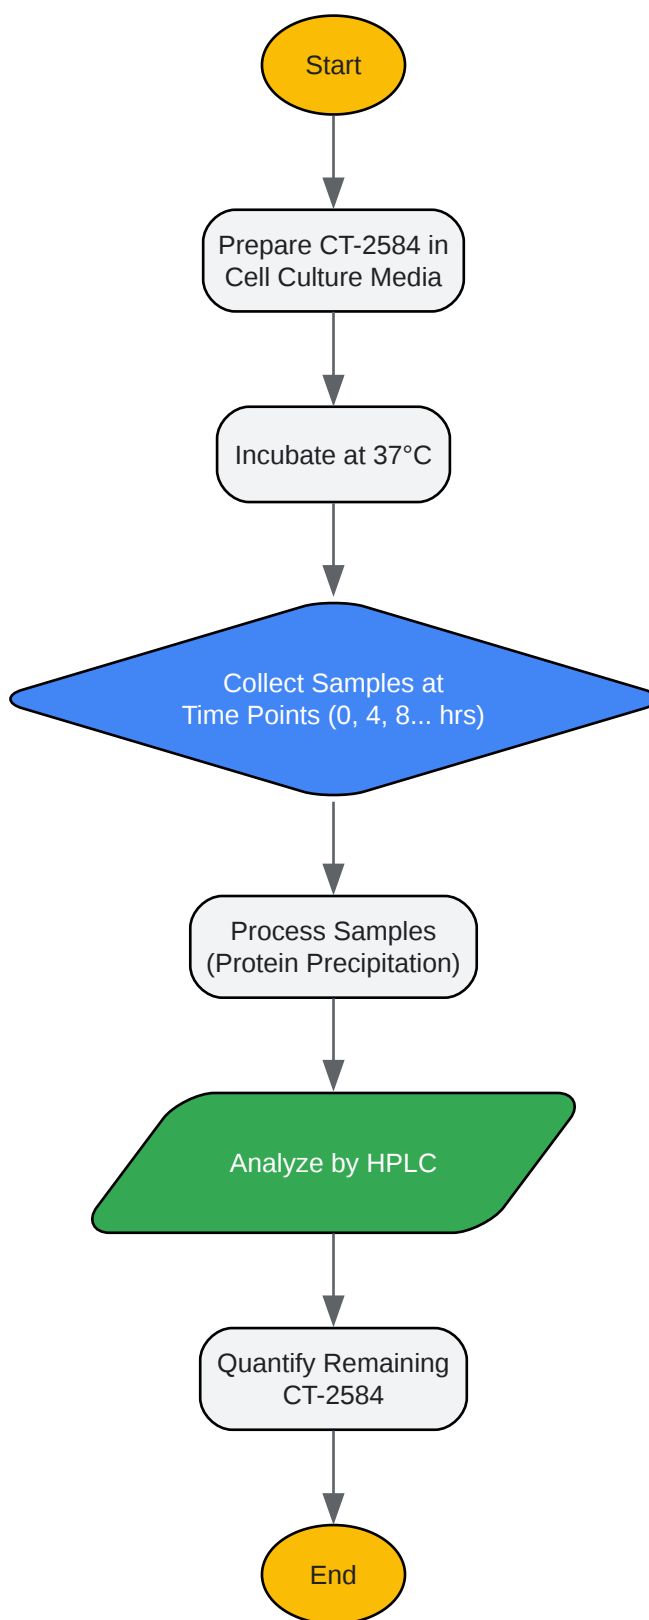 Start
Prepare CT-2584 in
Cell Culture Media
Incubate at 37°C
Collect Samples at
Time Points (0, 4, 8... hrs)
Process Samples
(Protein Precipitation)
Analyze by HPLC
Quantify Remaining
CT-2584
End